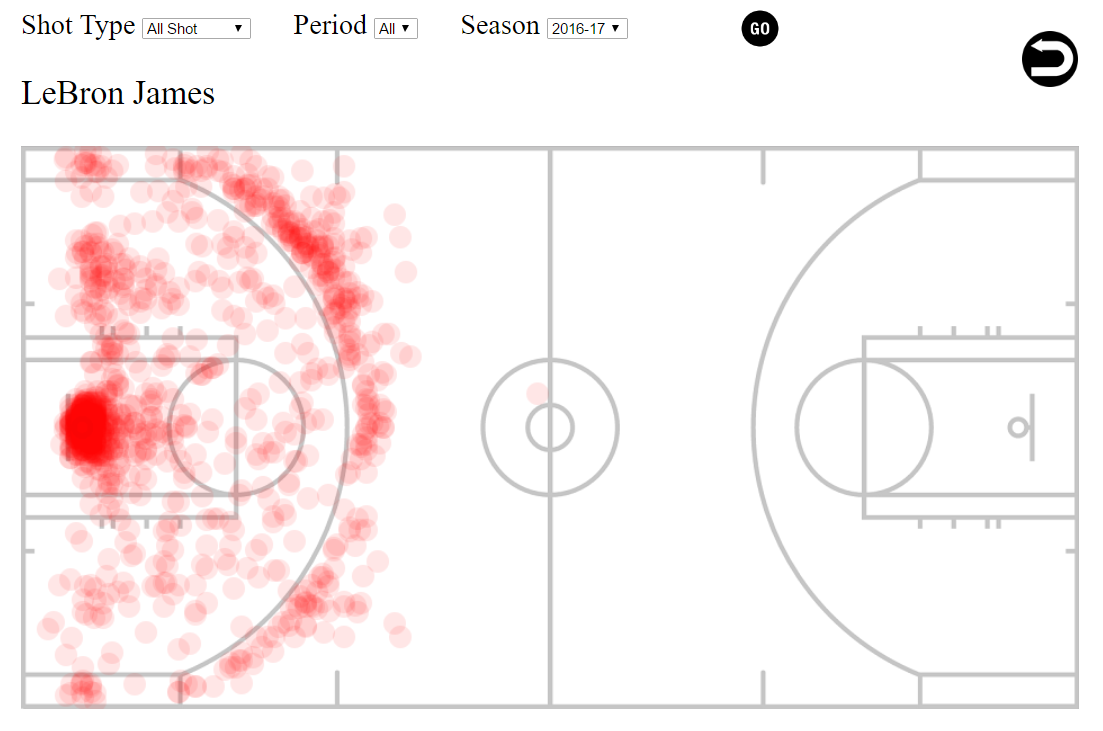 Shot Type All Shot Period All Season 2016-17 GO
LeBron James